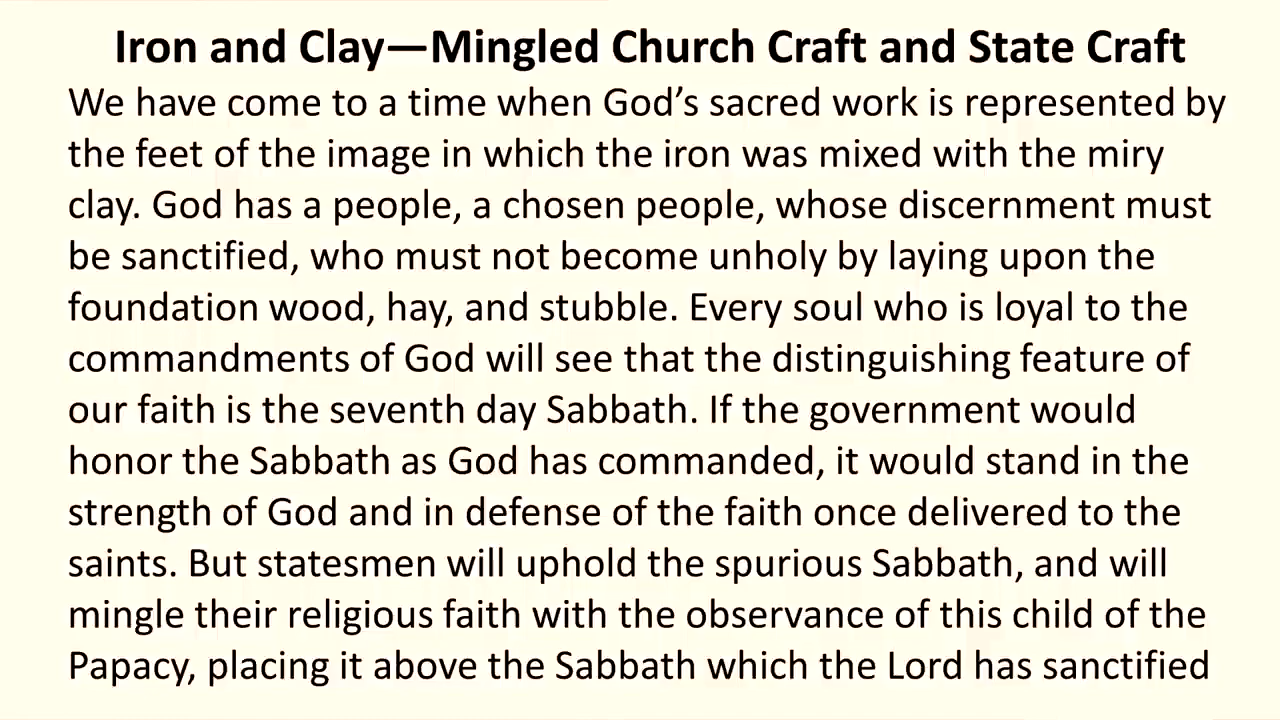 Iron and Clay—Mingled Church Craft and State Craft
We have come to a time when God’s sacred work is represented by
the feet of the image in which the iron was mixed with the miry
clay. God has a people, a chosen people, whose discernment must
be sanctified, who must not become unholy by laying upon the
foundation wood, hay, and stubble. Every soul who is loyal to the
commandments of God will see that the distinguishing feature of
our faith is the seventh day Sabbath. If the government would
honor the Sabbath as God has commanded, it would stand in the
strength of God and in defense of the faith once delivered to the
saints. But statesmen will uphold the spurious Sabbath, and will
mingle their religious faith with the observance of this child of the
Papacy, placing it above the Sabbath which the Lord has sanctified